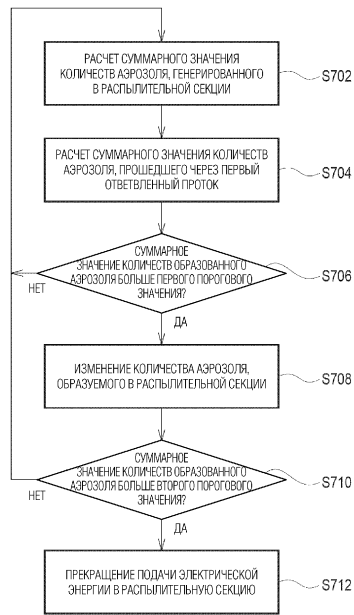 РАСЧЕТ СУММАРНОГО ЗНАЧЕНИЯ
КОЛИЧЕСТВ АЭРОЗОЛЯ, ГЕНЕРИРОВАННОГО
В РАСПЫЛИТЕЛЬНОЙ СЕКЦИИ
S702
РАСЧЕТ СУММАРНОГО ЗНАЧЕНИЯ КОЛИЧЕСТВ
АЭРОЗОЛЯ, ПРОШЕДШЕГО ЧЕРЕЗ ПЕРВЫЙ
ОТВЕТВЛЕННЫЙ ПРОТОК
S704
СУММАРНОЕ
ЗНАЧЕНИЕ КОЛИЧЕСТВ ОБРАЗОВАННОГО
АЭРОЗОЛЯ БОЛЬШЕ ПЕРВОГО ПОРОГОВОГО
ЗНАЧЕНИЯ?
S706
НЕТ
ДА
ИЗМЕНЕНИЕ КОЛИЧЕСТВА АЭРОЗОЛЯ,
ОБРАЗУЕМОГО В РАСПЫЛИТЕЛЬНОЙ СЕКЦИИ
S708
СУММАРНОЕ
ЗНАЧЕНИЕ КОЛИЧЕСТВ ОБРАЗОВАННОГО
АЭРОЗОЛЯ БОЛЬШЕ ВТОРОГО ПОРОГОВОГО
ЗНАЧЕНИЯ?
S710
НЕТ
ДА
ПРЕКРАЩЕНИЕ ПОДАЧИ ЭЛЕКТРИЧЕСКОЙ
ЭНЕРГИИ В РАСПЫЛИТЕЛЬНУЮ СЕКЦИЮ
S712